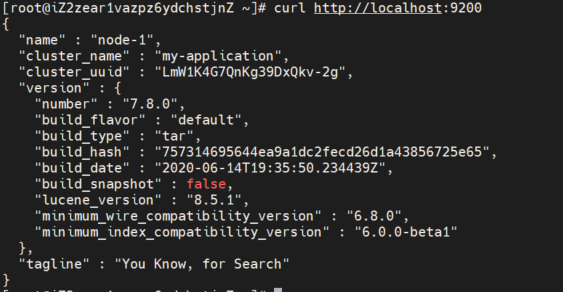 [root@iZ2zear1vazpz6ydchstjnZ ~]# curl http://localhost:9200
{
  "name" : "node-1",
  "cluster_name" : "my-application",
  "cluster_uuid" : "LmW1K4G7QnKg39DxQkv-2g",
  "version" : {
    "number" : "7.8.0",
    "build_flavor" : "default",
    "build_type" : "tar",
    "build_hash" : "757314695644ea9a1dc2fecd26d1a43856725e65",
    "build_date" : "2020-06-14T19:35:50.234439Z",
    "build_snapshot" : false,
    "lucene_version" : "8.5.1",
    "minimum_wire_compatibility_version" : "6.8.0",
    "minimum_index_compatibility_version" : "6.0.0-beta1"
  },
  "tagline" : "You Know, for Search"
}